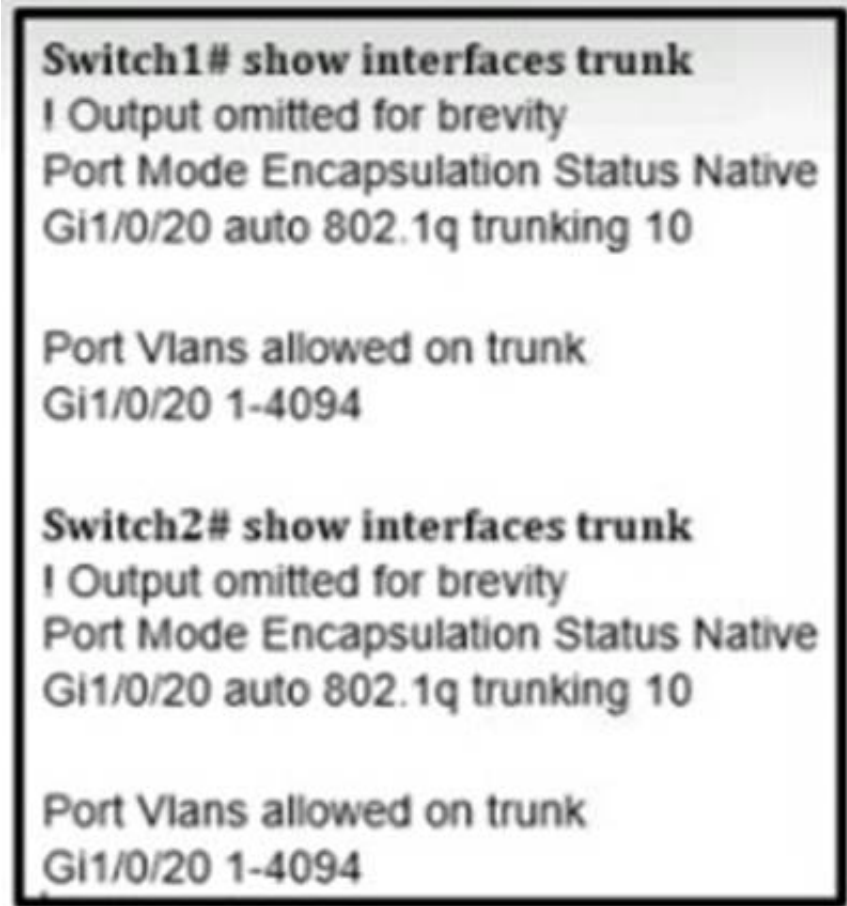 Switch1# show interfaces trunk
! Output omitted for brevity
Port Mode Encapsulation Status Native
Gi1/0/20 auto 802.1q trunking 10
Port Vlans allowed on trunk
Gi1/0/20 1-4094
Switch2# show interfaces trunk
! Output omitted for brevity
Port Mode Encapsulation Status Native
Gi1/0/20 auto 802.1q trunking 10
Port Vlans allowed on trunk
Gi1/0/20 1-4094